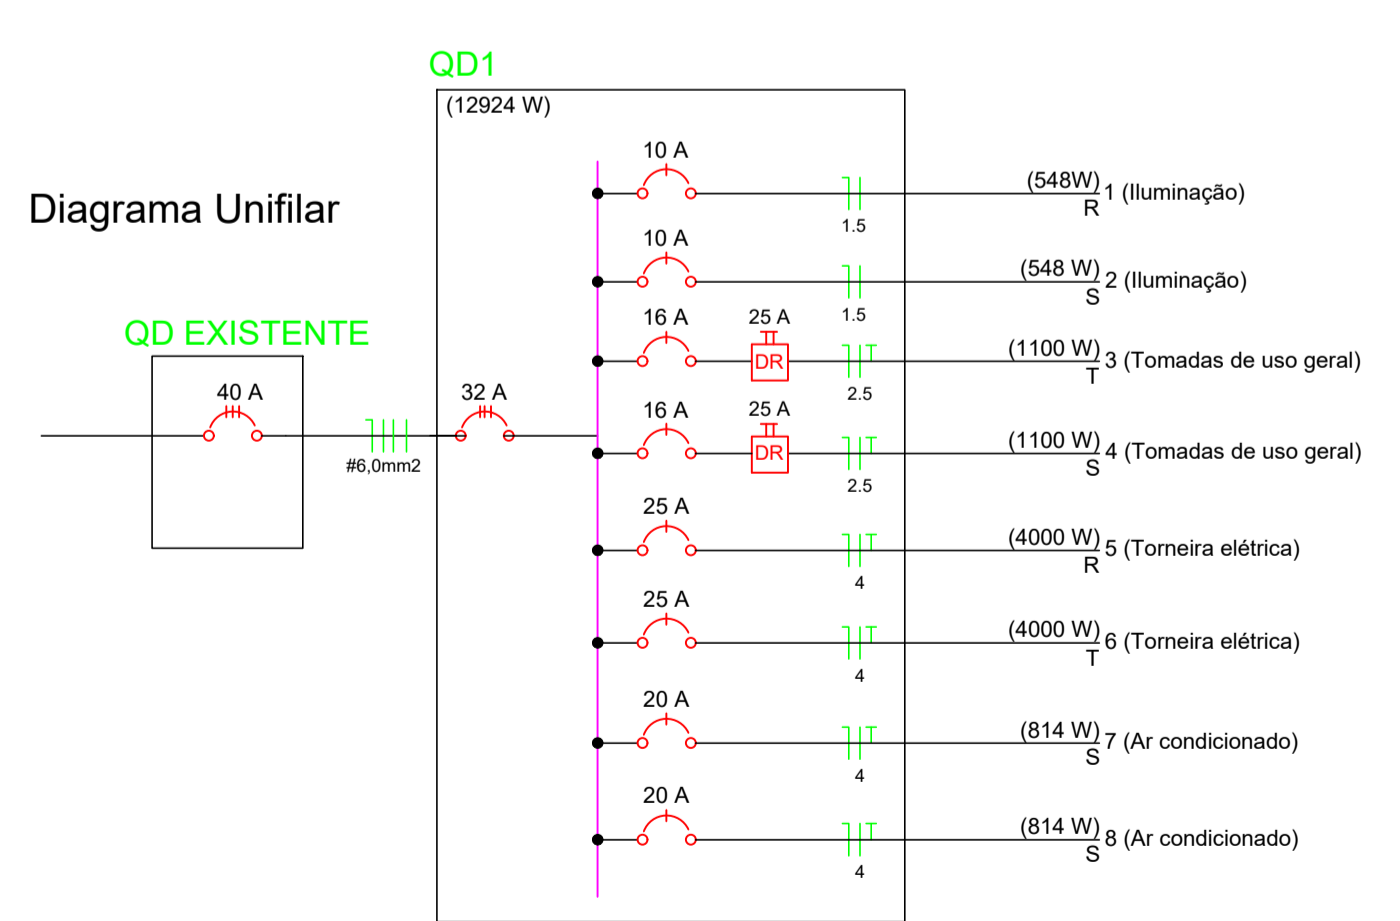 QD1
(12924 W)
Diagrama Unifilar
QD EXISTENTE
40 A
#6,0mm2
32 A
10 A
1.5
(548W)
R
1 (Iluminação)
10 A
1.5
(548 W)
S
2 (Iluminação)
16 A
25 A
DR
2.5
(1100 W)
T
3 (Tomadas de uso geral)
16 A
25 A
DR
2.5
(1100 W)
S
4 (Tomadas de uso geral)
25 A
4
(4000 W)
R
5 (Torneira elétrica)
25 A
4
(4000 W)
T
6 (Torneira elétrica)
20 A
4
(814 W)
S
7 (Ar condicionado)
20 A
4
(814 W)
S
8 (Ar condicionado)